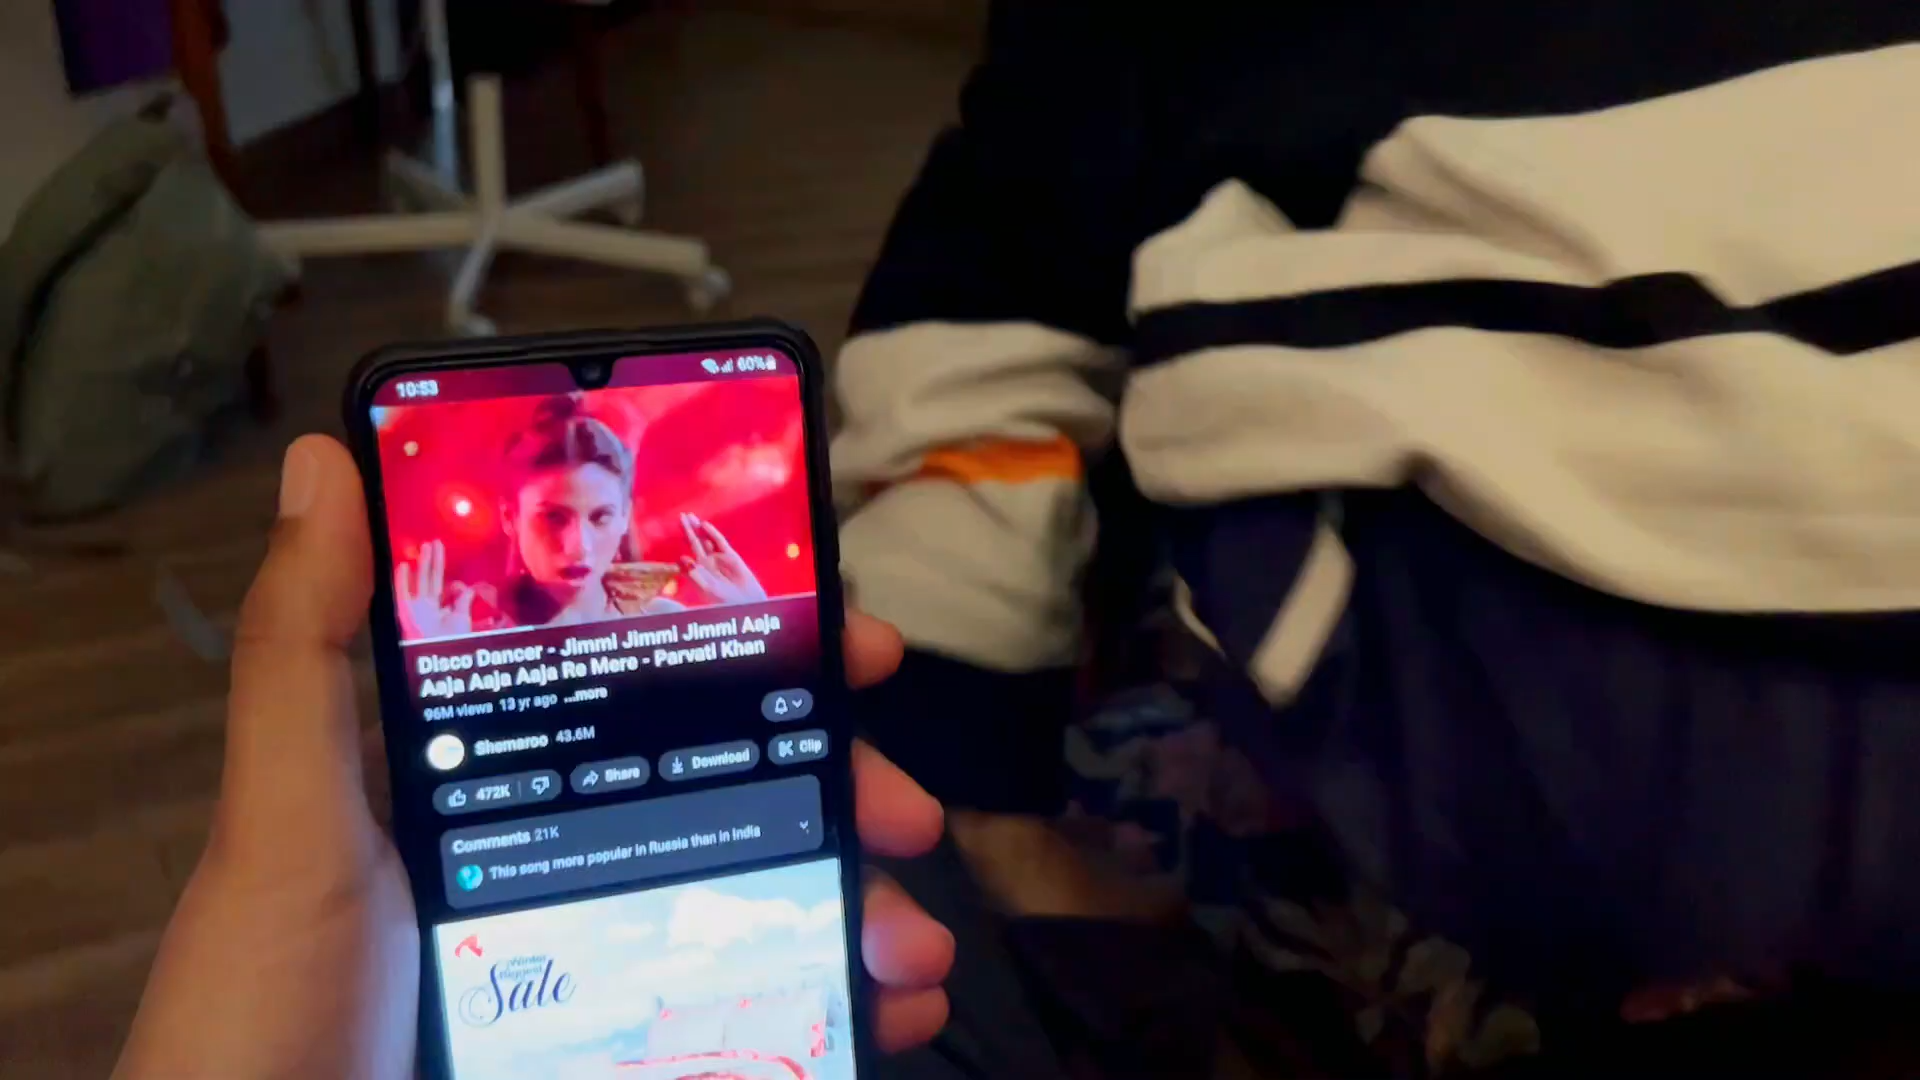 10:53
60%
Disco Dancer - Jimmi Jimmi Jimmi Aaja
Aaja Aaja Aaja Re Mere - Parvati Khan
96M views 13 yr ago ...more
Shemaroo 43.6M
472K
Share
Download
Clip
Comments 21K
This song more popular in Russia than in India
Winter
Biggest
Sale